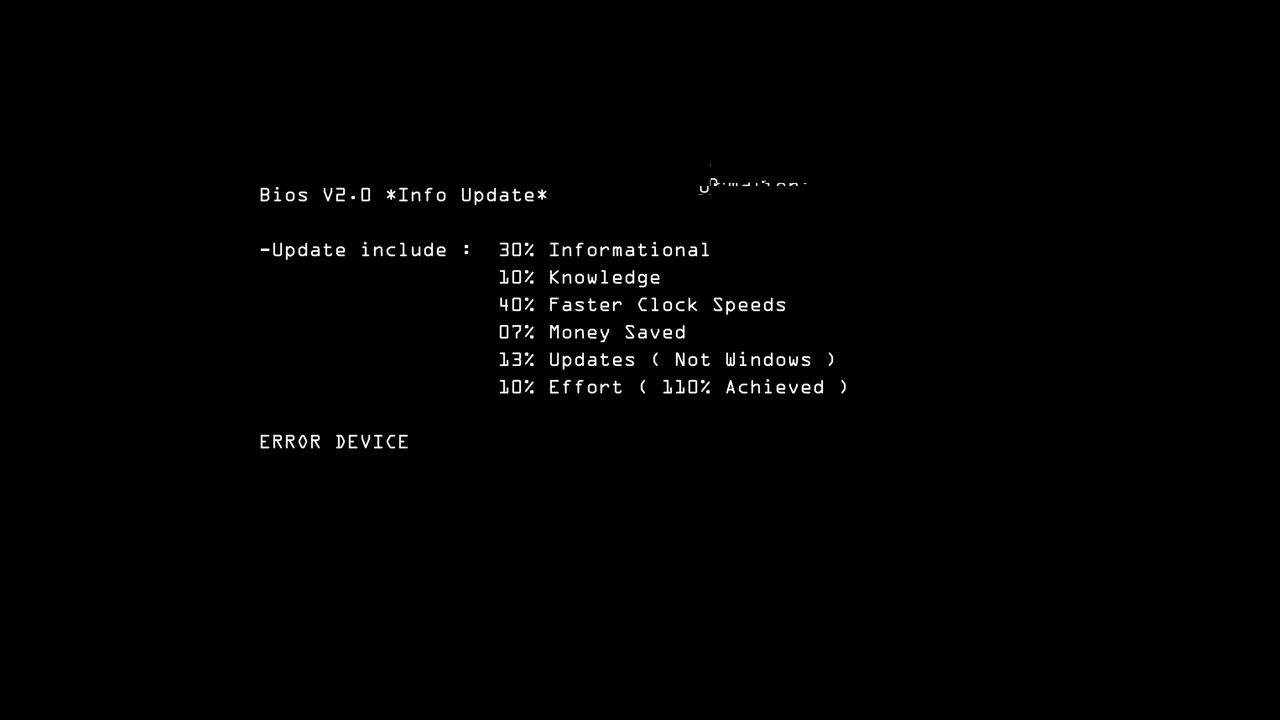 Bios V2.0 *Info Update*
-Update include : 30% Informational
10% Knowledge
40% Faster Clock Speeds
07% Money Saved
13% Updates ( Not Windows )
10% Effort ( 110% Achieved )
ERROR DEVICE